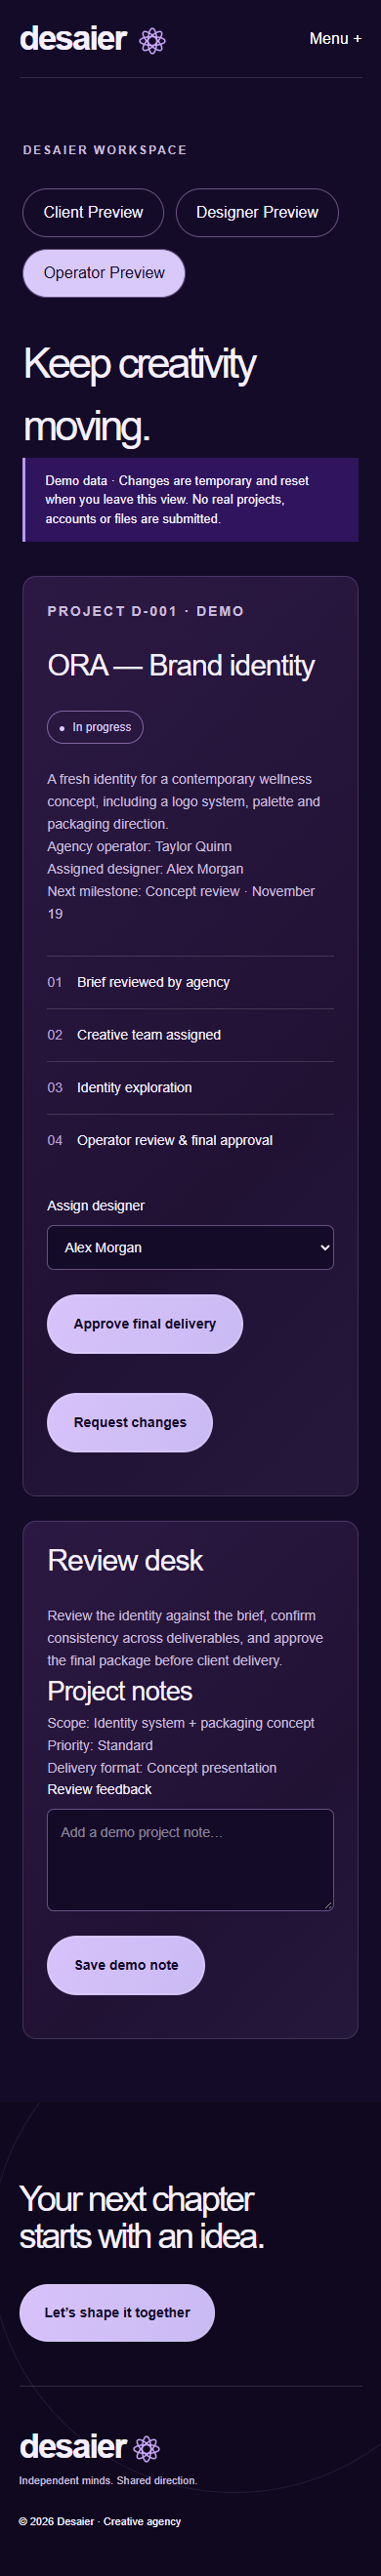 desaier
Menu +
DESAIER WORKSPACE
Client Preview
Designer Preview
Operator Preview
Keep creativity
moving.
Demo data · Changes are temporary and reset
when you leave this view. No real projects,
accounts or files are submitted.
PROJECT D-001 · DEMO
ORA — Brand identity
In progress
A fresh identity for a contemporary wellness
concept, including a logo system, palette and
packaging direction.
Agency operator: Taylor Quinn
Assigned designer: Alex Morgan
Next milestone: Concept review · November
19
01 Brief reviewed by agency
02 Creative team assigned
03 Identity exploration
04 Operator review & final approval
Assign designer
Alex Morgan
Approve final delivery
Request changes
Review desk
Review the identity against the brief, confirm
consistency across deliverables, and approve
the final package before client delivery.
Project notes
Scope: Identity system + packaging concept
Priority: Standard
Delivery format: Concept presentation
Review feedback
Add a demo project note…
Save demo note
Your next chapter
starts with an idea.
Let's shape it together
desaier
Independent minds. Shared direction.
© 2026 Desaier · Creative agency